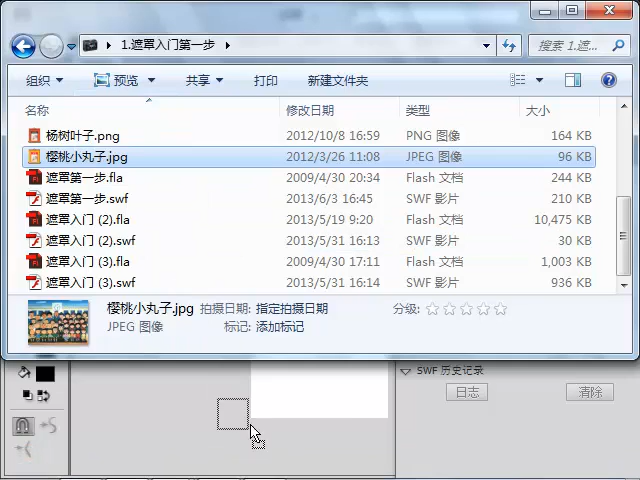 1.遮罩入门第一步
搜索 1.遮...
组织 预览 共享 打印 新建文件夹
名称 修改日期 类型 大小
杨树叶子.png 2012/10/8 16:59 PNG 图像 164 KB
樱桃小丸子.jpg 2012/3/26 11:08 JPEG 图像 96 KB
遮罩第一步.fla 2009/4/30 20:34 Flash 文档 244 KB
遮罩第一步.swf 2013/6/3 16:45 SWF 影片 210 KB
遮罩入门 (2).fla 2013/5/19 9:20 Flash 文档 10,475 KB
遮罩入门 (2).swf 2013/5/31 16:13 SWF 影片 30 KB
遮罩入门 (3).fla 2009/4/30 17:11 Flash 文档 1,003 KB
遮罩入门 (3).swf 2013/5/31 16:14 SWF 影片 936 KB
樱桃小丸子.jpg 拍摄日期: 指定拍摄日期 分级:
JPEG 图像 标记: 添加标记
SWF 历史记录
日志 清除